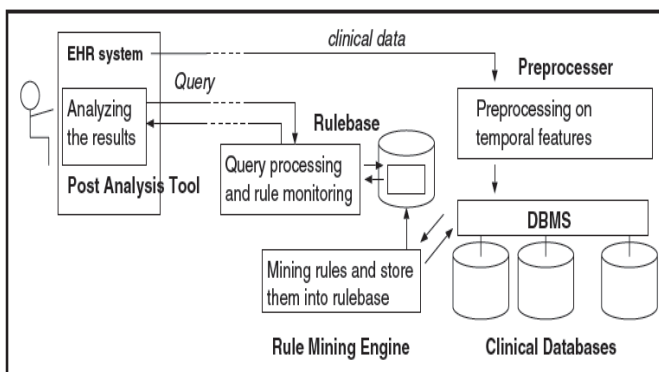 clinical data
EHR system
Preprocesser
Query
Analyzing
the results
Rulebase
Preprocessing on
temporal features
Query processing
and rule monitoring
Post Analysis Tool
DBMS
Mining rules and store
them into rulebase
Rule Mining Engine
Clinical Databases